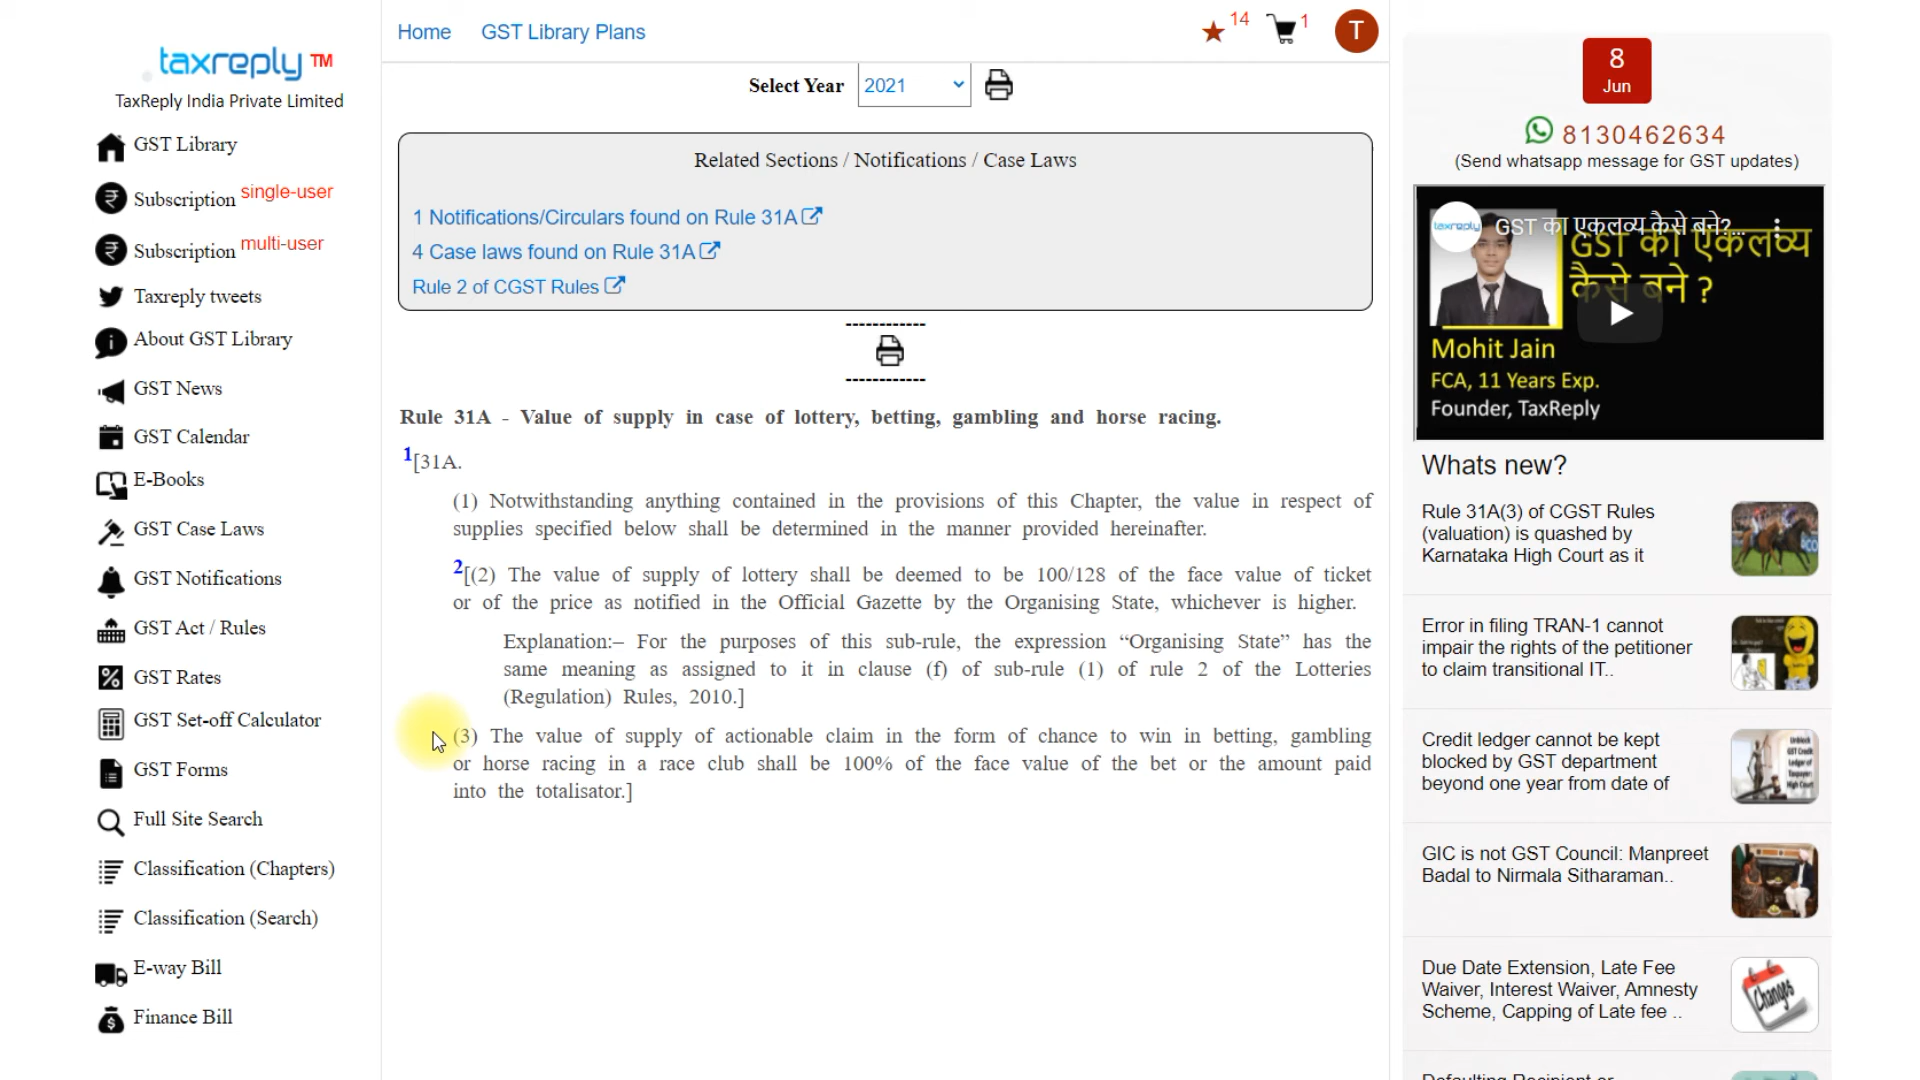 taxreply TM
TaxReply India Private Limited
GST Library
Subscription single-user
Subscription multi-user
Taxreply tweets
About GST Library
GST News
GST Calendar
E-Books
GST Case Laws
GST Notifications
GST Act / Rules
GST Rates
GST Set-off Calculator
GST Forms
Full Site Search
Classification (Chapters)
Classification (Search)
E-way Bill
Finance Bill
Home GST Library Plans 14 1 T
Select Year 2021
Related Sections / Notifications / Case Laws
1 Notifications/Circulars found on Rule 31A
4 Case laws found on Rule 31A
Rule 2 of CGST Rules
------------
------------
Rule 31A - Value of supply in case of lottery, betting, gambling and horse racing.
1[31A.
(1) Notwithstanding anything contained in the provisions of this Chapter, the value in respect of
supplies specified below shall be determined in the manner provided hereinafter.
2[(2) The value of supply of lottery shall be deemed to be 100/128 of the face value of ticket
or of the price as notified in the Official Gazette by the Organising State, whichever is higher.
Explanation:– For the purposes of this sub-rule, the expression “Organising State” has the
same meaning as assigned to it in clause (f) of sub-rule (1) of rule 2 of the Lotteries
(Regulation) Rules, 2010.]
(3) The value of supply of actionable claim in the form of chance to win in betting, gambling
or horse racing in a race club shall be 100% of the face value of the bet or the amount paid
into the totalisator.]
8
Jun
8130462634
(Send whatsapp message for GST updates)
taxreply GST का एकलव्य कैसे बने?...
GST का एकलव्य
कैसे बने ?
Mohit Jain
FCA, 11 Years Exp.
Founder, TaxReply
Whats new?
Rule 31A(3) of CGST Rules
(valuation) is quashed by
Karnataka High Court as it
Error in filing TRAN-1 cannot
impair the rights of the petitioner
to claim transitional IT..
Credit ledger cannot be kept
blocked by GST department
beyond one year from date of
GIC is not GST Council: Manpreet
Badal to Nirmala Sitharaman..
Due Date Extension, Late Fee
Waiver, Interest Waiver, Amnesty
Scheme, Capping of Late fee ..
Changes
Defaulting Recipient or